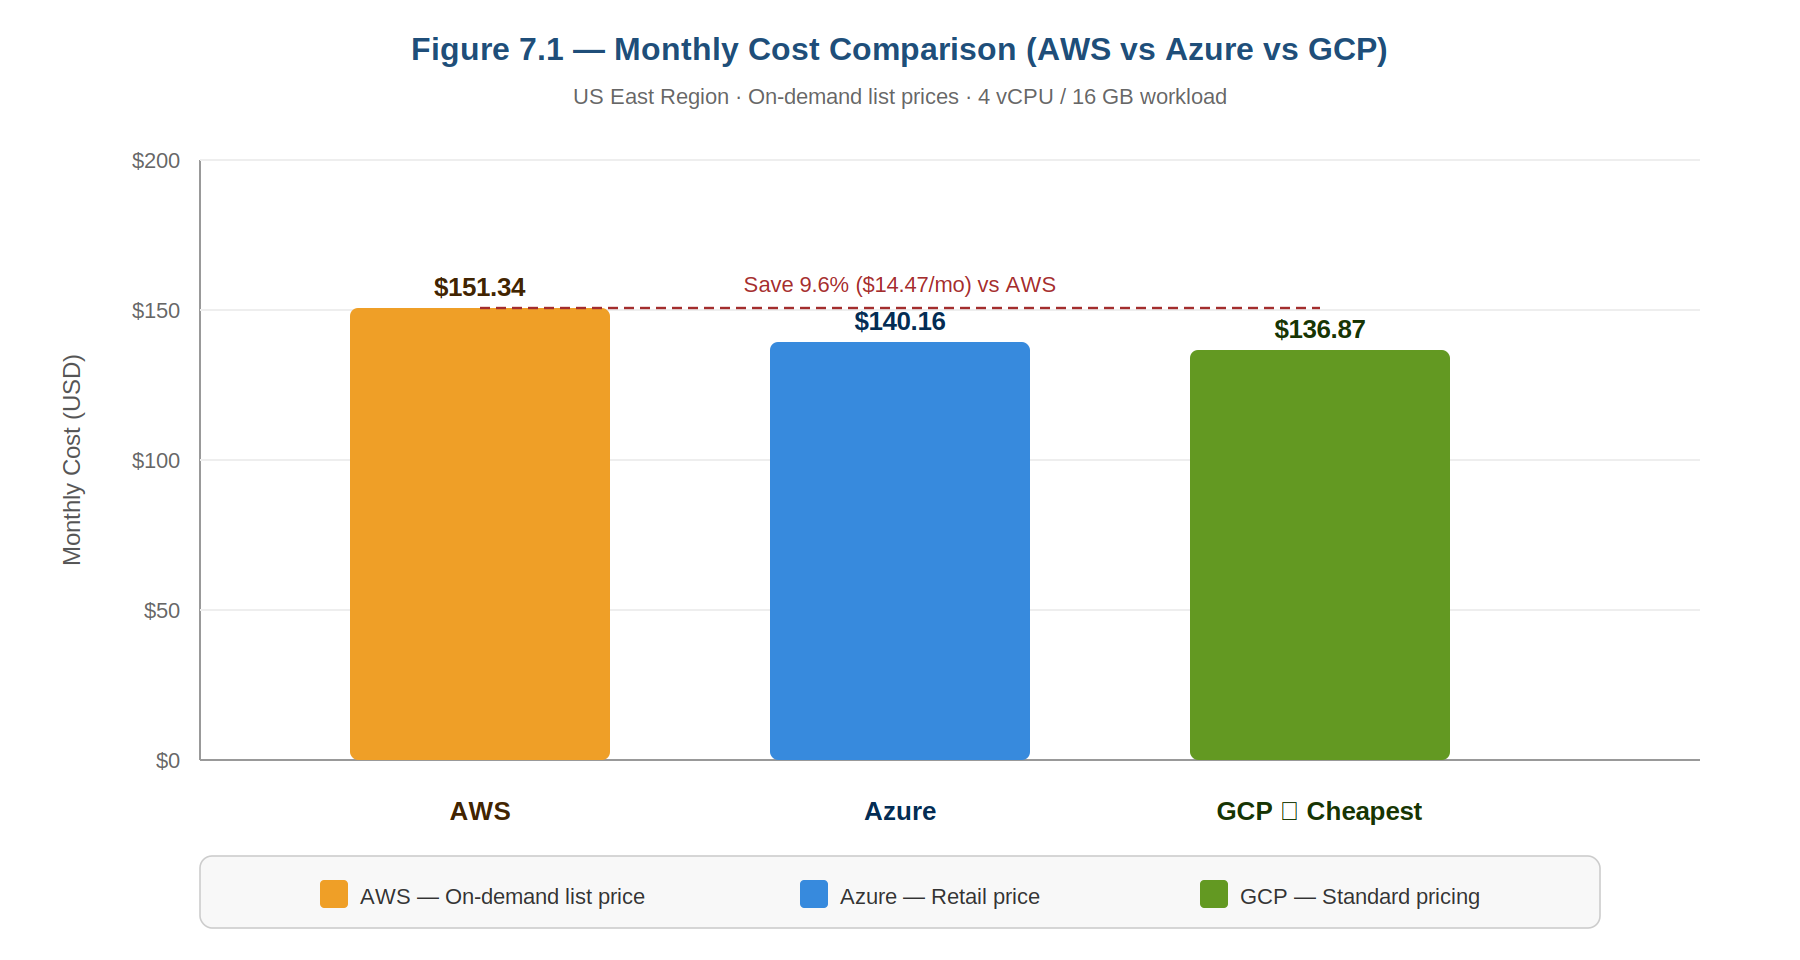 Figure 7.1 — Monthly Cost Comparison (AWS vs Azure vs GCP)
US East Region · On-demand list prices · 4 vCPU / 16 GB workload
Monthly Cost (USD)
$200
$150
$100
$50
$0
$151.34
Save 9.6% ($14.47/mo) vs AWS
$140.16
$136.87
AWS
Azure
GCP Cheapest
AWS — On-demand list price
Azure — Retail price
GCP — Standard pricing